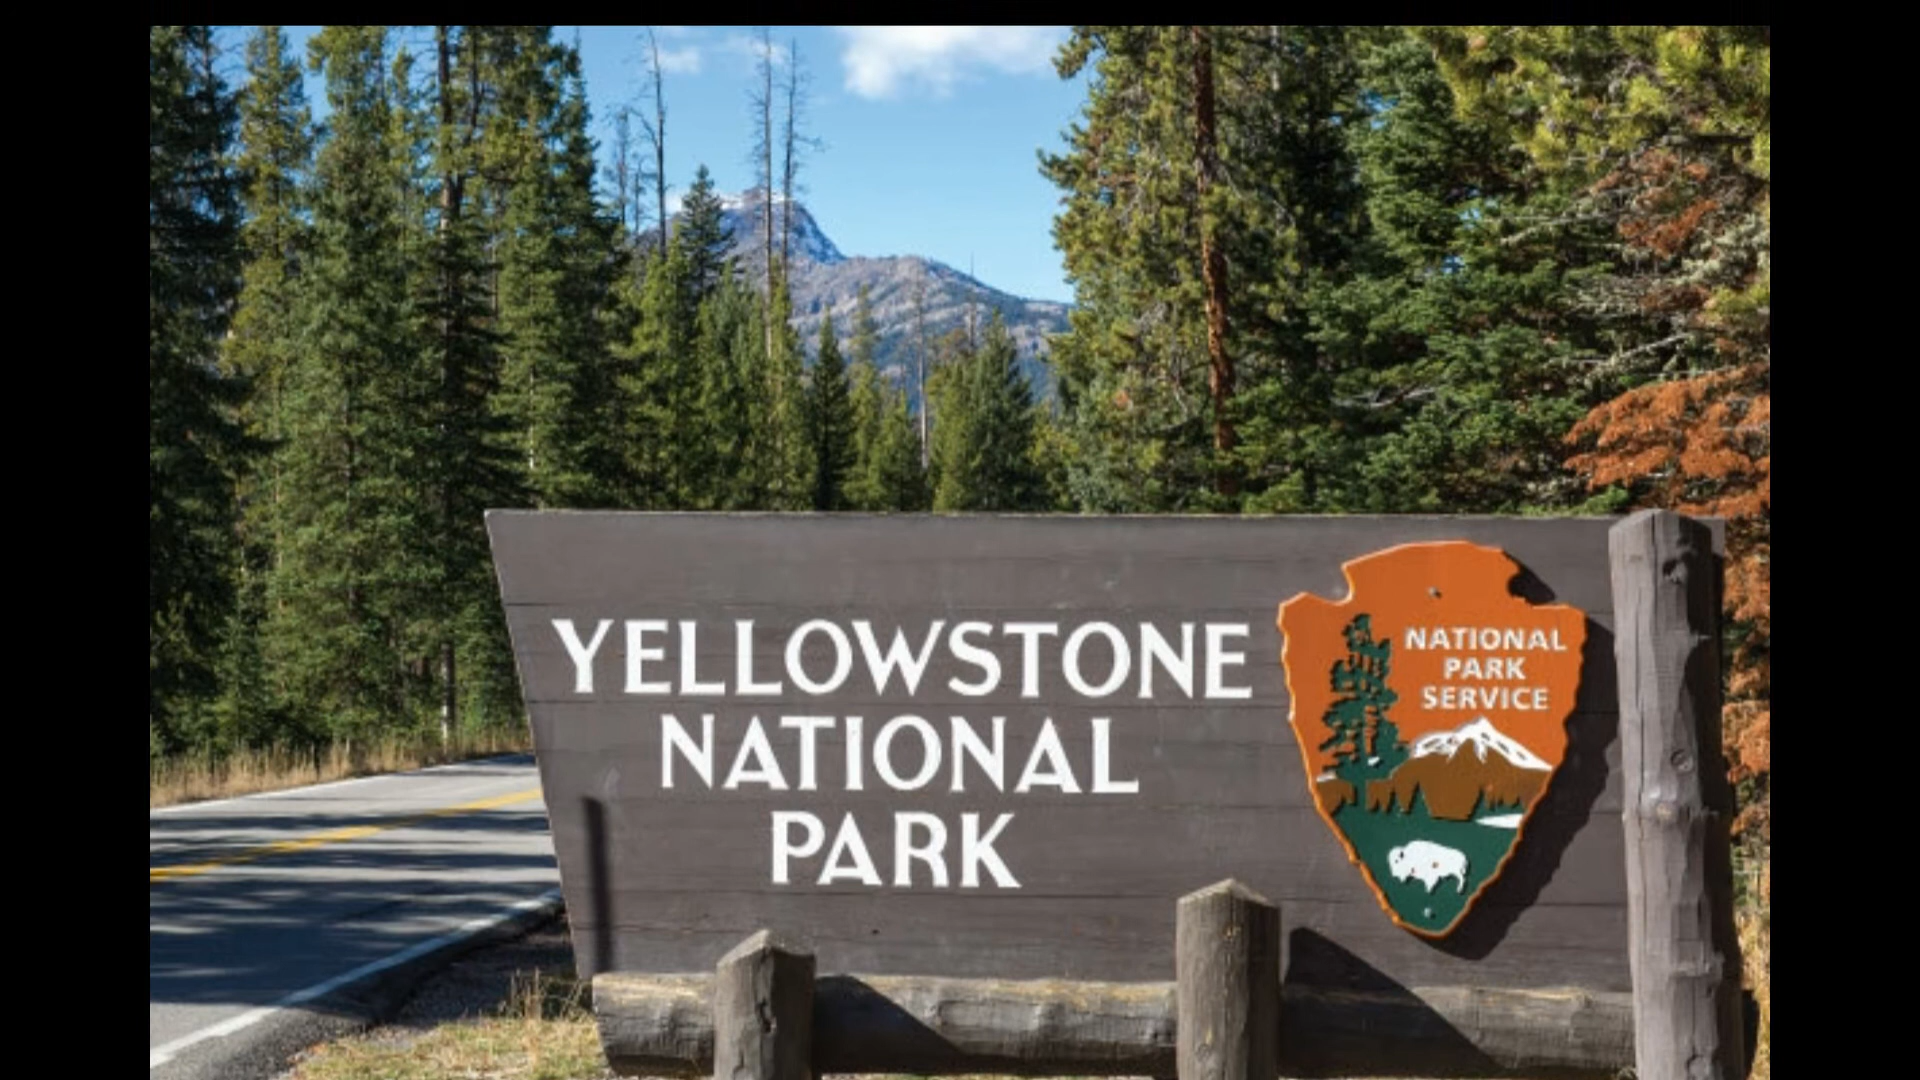 YELLOWSTONE
NATIONAL
PARK
NATIONAL
PARK
SERVICE